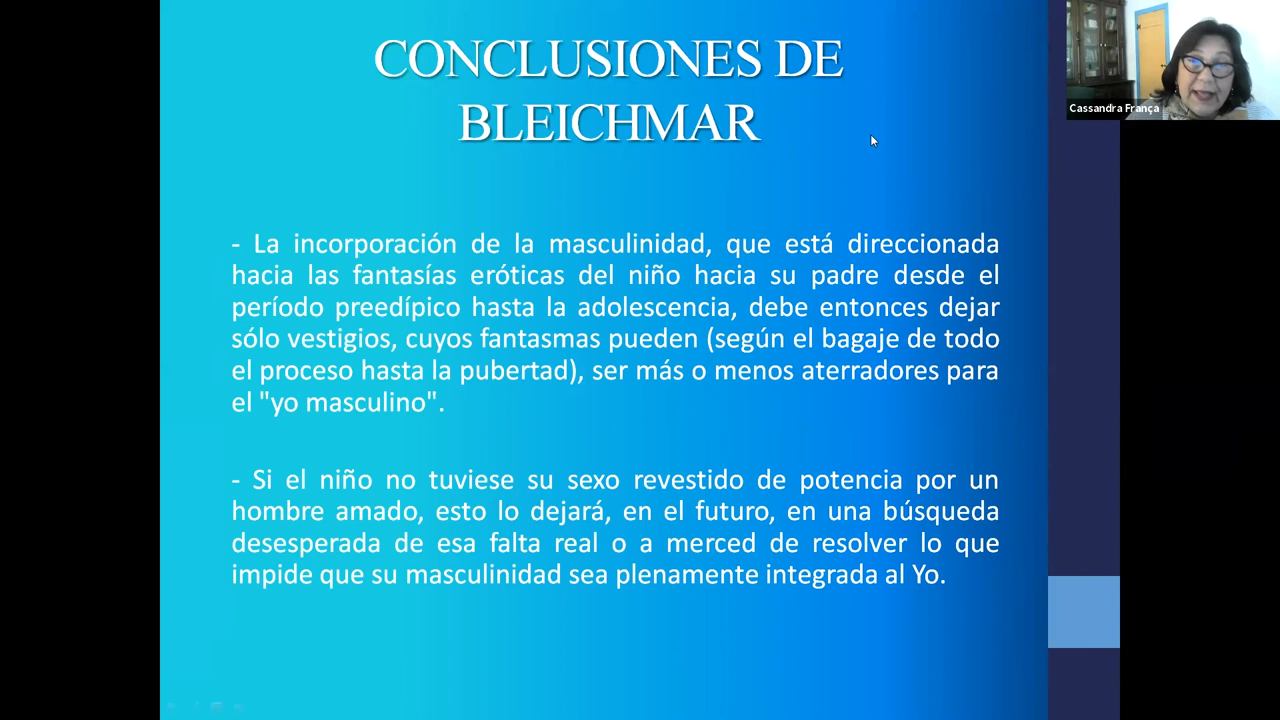 CONCLUSIONES DE
BLEICHMAR
Cassandra França
- La incorporación de la masculinidad, que está direccionada
hacia las fantasías eróticas del niño hacia su padre desde el
período preedípico hasta la adolescencia, debe entonces dejar
sólo vestigios, cuyos fantasmas pueden (según el bagaje de todo
el proceso hasta la pubertad), ser más o menos aterradores para
el "yo masculino".
- Si el niño no tuviese su sexo revestido de potencia por un
hombre amado, esto lo dejará, en el futuro, en una búsqueda
desesperada de esa falta real o a merced de resolver lo que
impide que su masculinidad sea plenamente integrada al Yo.